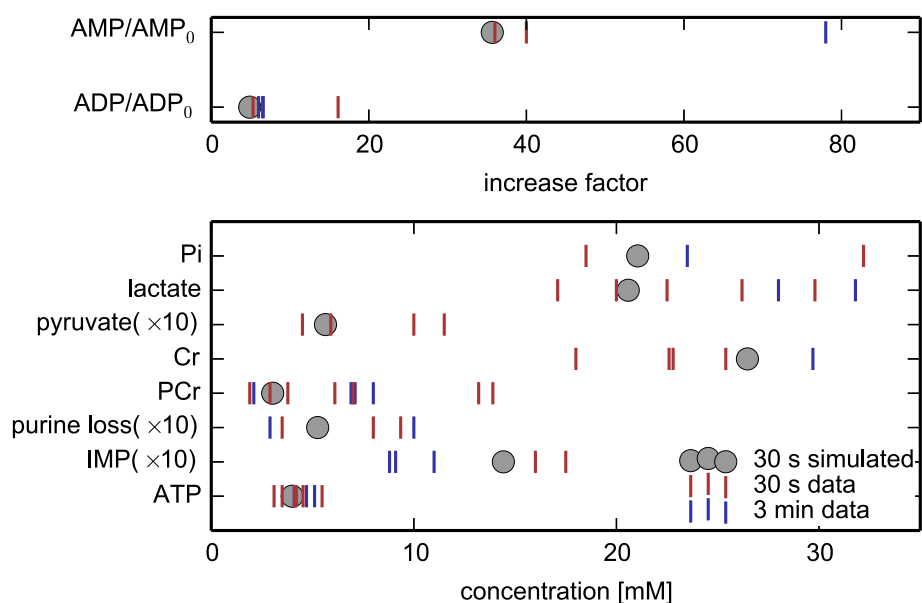 AMP/AMP₀
ADP/ADP₀
0 20 40 60 80
increase factor
Pi
lactate
pyruvate( ×10)
Cr
PCr
purine loss( ×10)
IMP( ×10)
ATP
30 s simulated
30 s data
3 min data
0 10 20 30
concentration [mM]